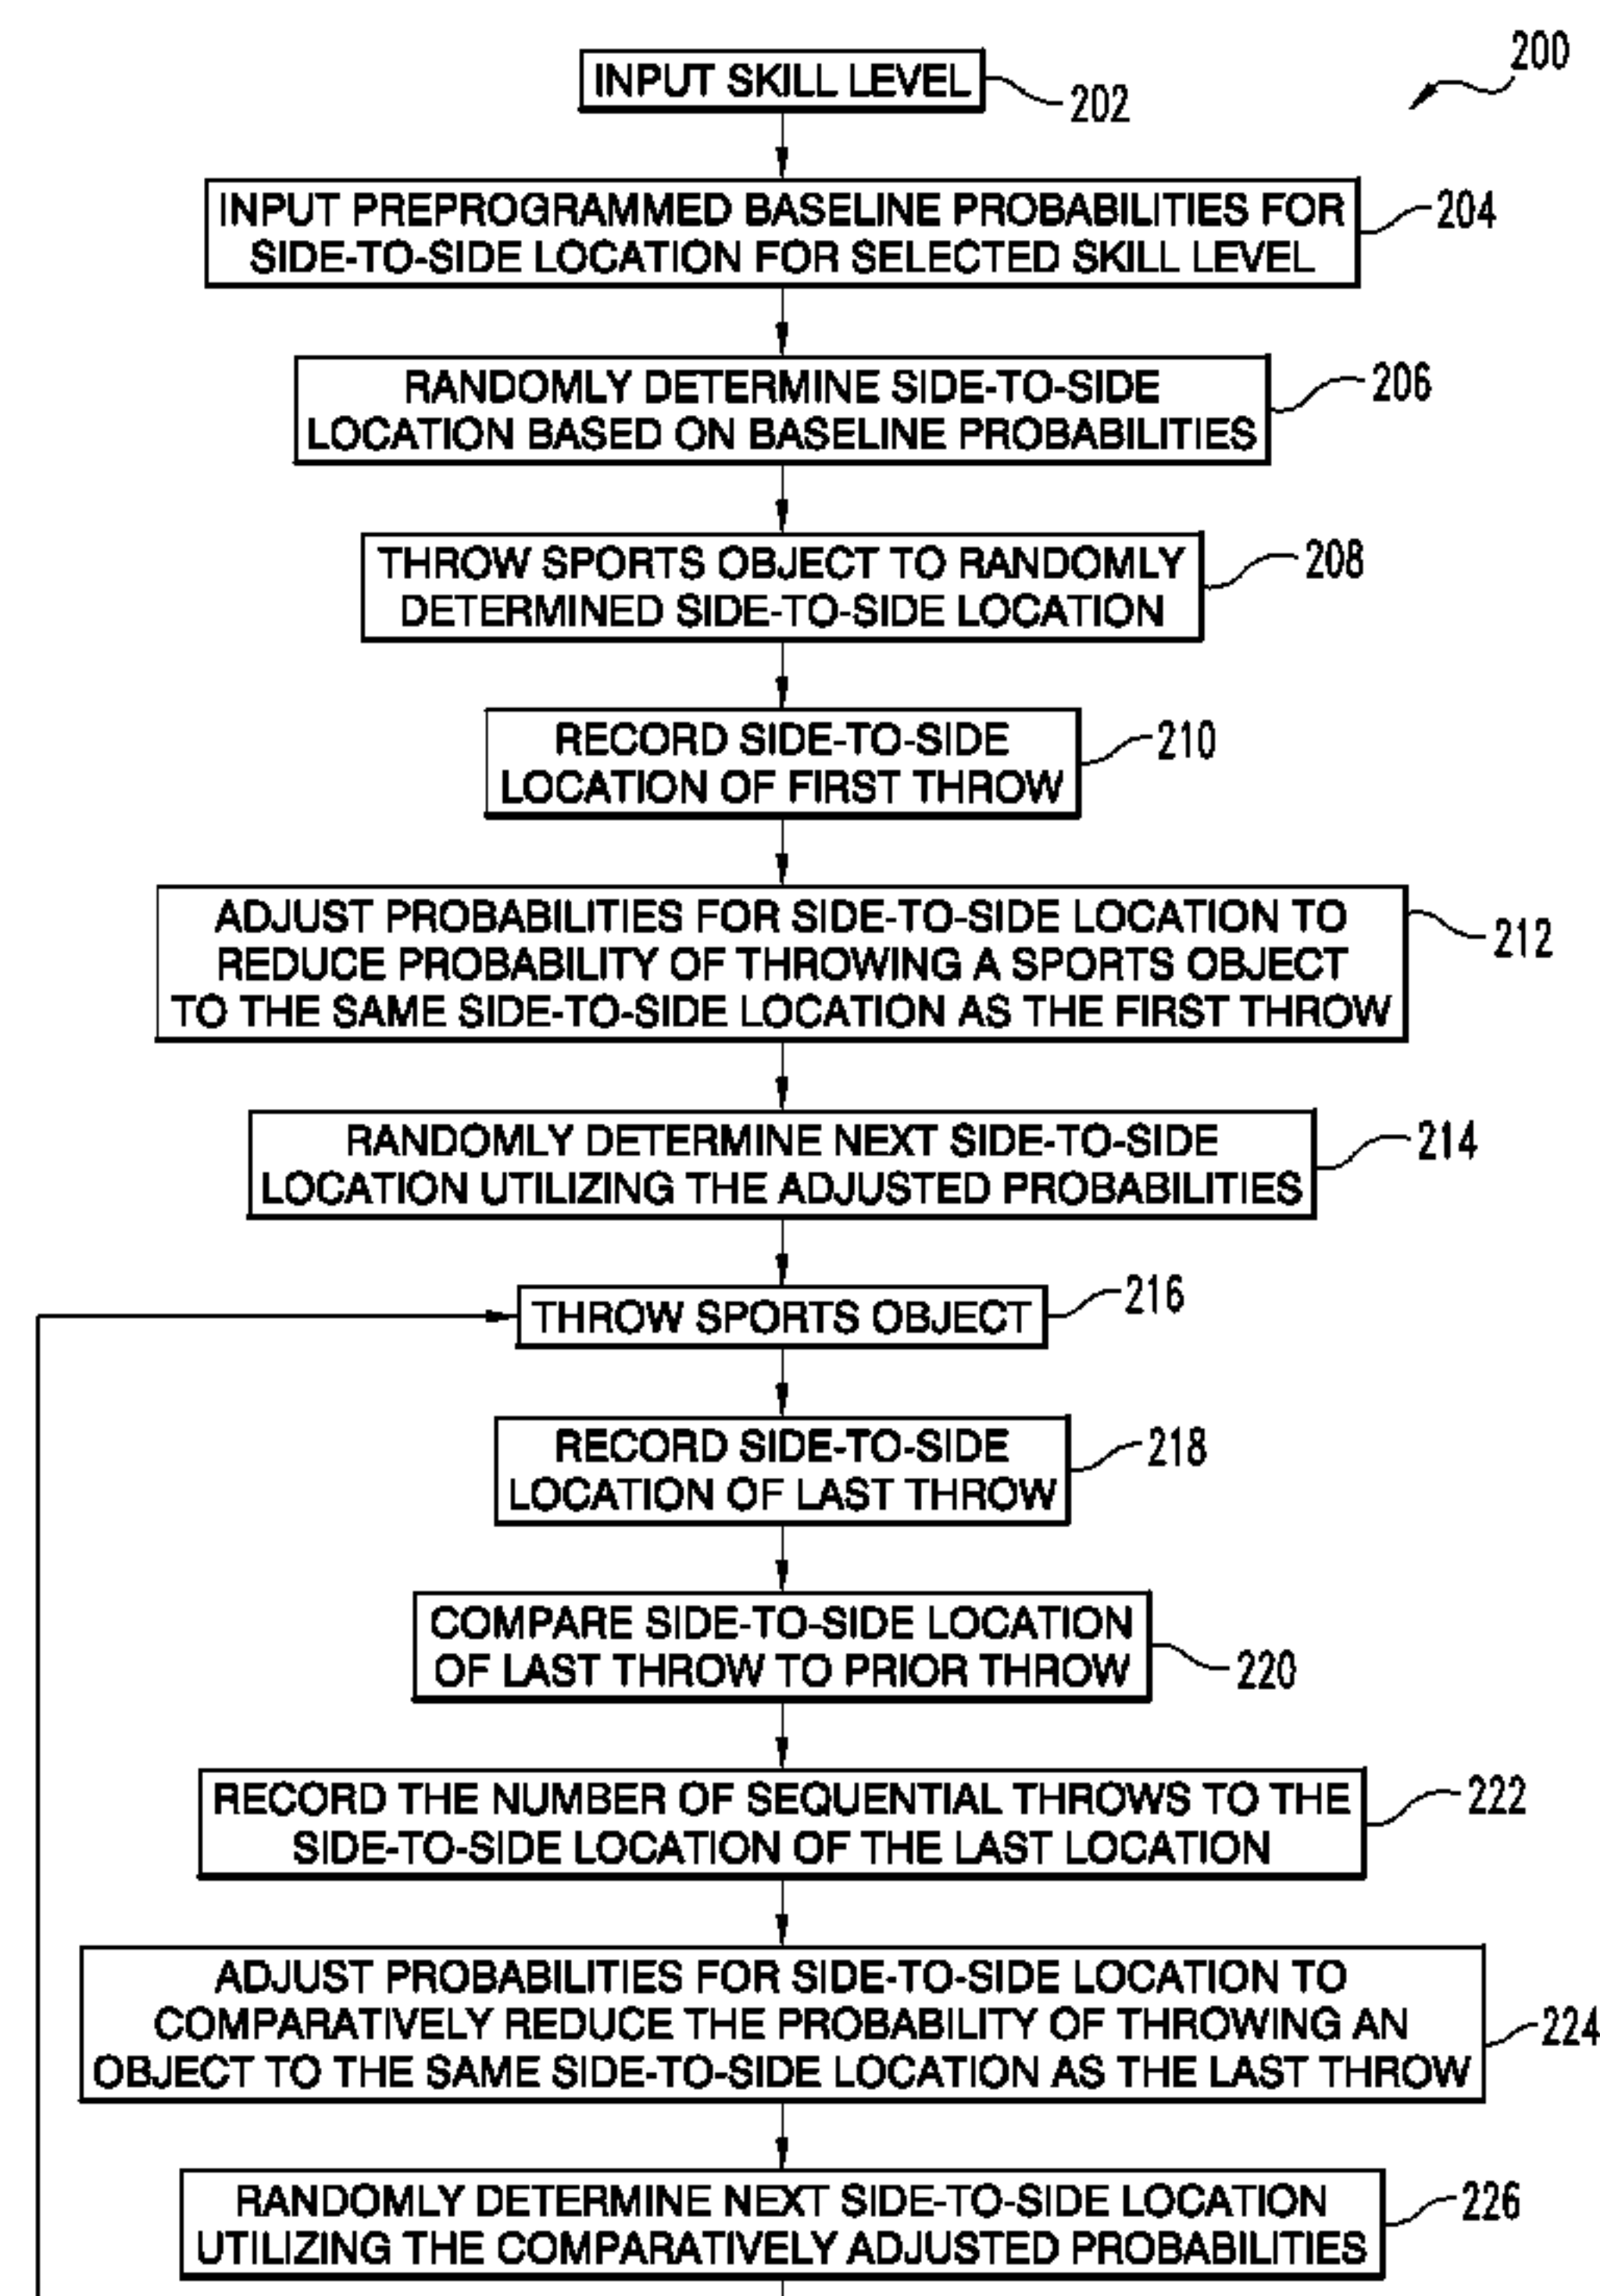 200
INPUT SKILL LEVEL
202
INPUT PREPROGRAMMED BASELINE PROBABILITIES FOR
SIDE-TO-SIDE LOCATION FOR SELECTED SKILL LEVEL
204
RANDOMLY DETERMINE SIDE-TO-SIDE
LOCATION BASED ON BASELINE PROBABILITIES
206
THROW SPORTS OBJECT TO RANDOMLY
DETERMINED SIDE-TO-SIDE LOCATION
208
RECORD SIDE-TO-SIDE
LOCATION OF FIRST THROW
210
ADJUST PROBABILITIES FOR SIDE-TO-SIDE LOCATION TO
REDUCE PROBABILITY OF THROWING A SPORTS OBJECT
TO THE SAME SIDE-TO-SIDE LOCATION AS THE FIRST THROW
212
RANDOMLY DETERMINE NEXT SIDE-TO-SIDE
LOCATION UTILIZING THE ADJUSTED PROBABILITIES
214
THROW SPORTS OBJECT
216
RECORD SIDE-TO-SIDE
LOCATION OF LAST THROW
218
COMPARE SIDE-TO-SIDE LOCATION
OF LAST THROW TO PRIOR THROW
220
RECORD THE NUMBER OF SEQUENTIAL THROWS TO THE
SIDE-TO-SIDE LOCATION OF THE LAST LOCATION
222
ADJUST PROBABILITIES FOR SIDE-TO-SIDE LOCATION TO
COMPARATIVELY REDUCE THE PROBABILITY OF THROWING AN
OBJECT TO THE SAME SIDE-TO-SIDE LOCATION AS THE LAST THROW
224
RANDOMLY DETERMINE NEXT SIDE-TO-SIDE LOCATION
UTILIZING THE COMPARATIVELY ADJUSTED PROBABILITIES
226